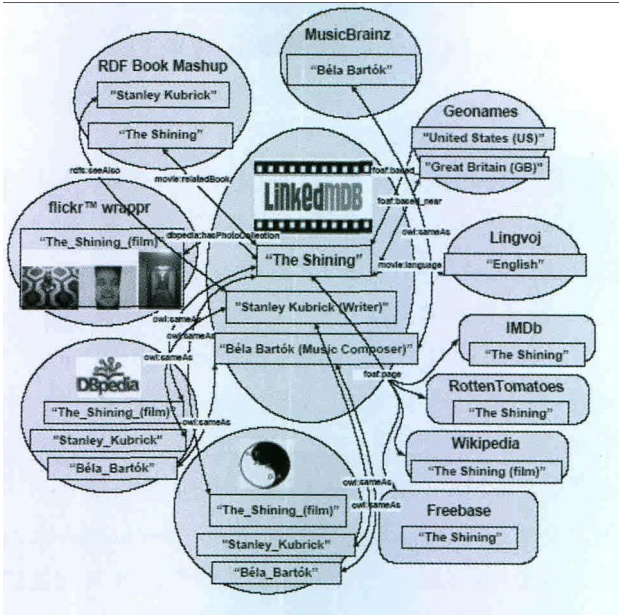 MusicBrainz
"Béla Bartók"
RDF Book Mashup
"Stanley Kubrick"
"The Shining"
Geonames
"United States (US)"
"Great Britain (GB)"
rdfs:seeAlso
movie:relatedBook
foaf:based_
foaf:based_near
LinkedMDB
flickr™ wrappr
"The_Shining_(film)"
dbpedia:hasPhotoCollection
owl:sameAs
Lingvoj
"English"
"The Shining"
movie:language
"Stanley Kubrick (Writer)"
owl:sameAs
owl:sameAs
"Béla Bartók (Music Composer)"
foaf:page
IMDb
"The Shining"
DBpedia
"The_Shining_(film)"
"Stanley_Kubrick"
"Béla_Bartók"
owl:sameAs
RottenTomatoes
"The Shining"
Wikipedia
"The Shining (film)"
owl:sameAs
owl:sameAs
"The_Shining_(film)"
"Stanley_Kubrick"
"Béla_Bartók"
Freebase
"The Shining"